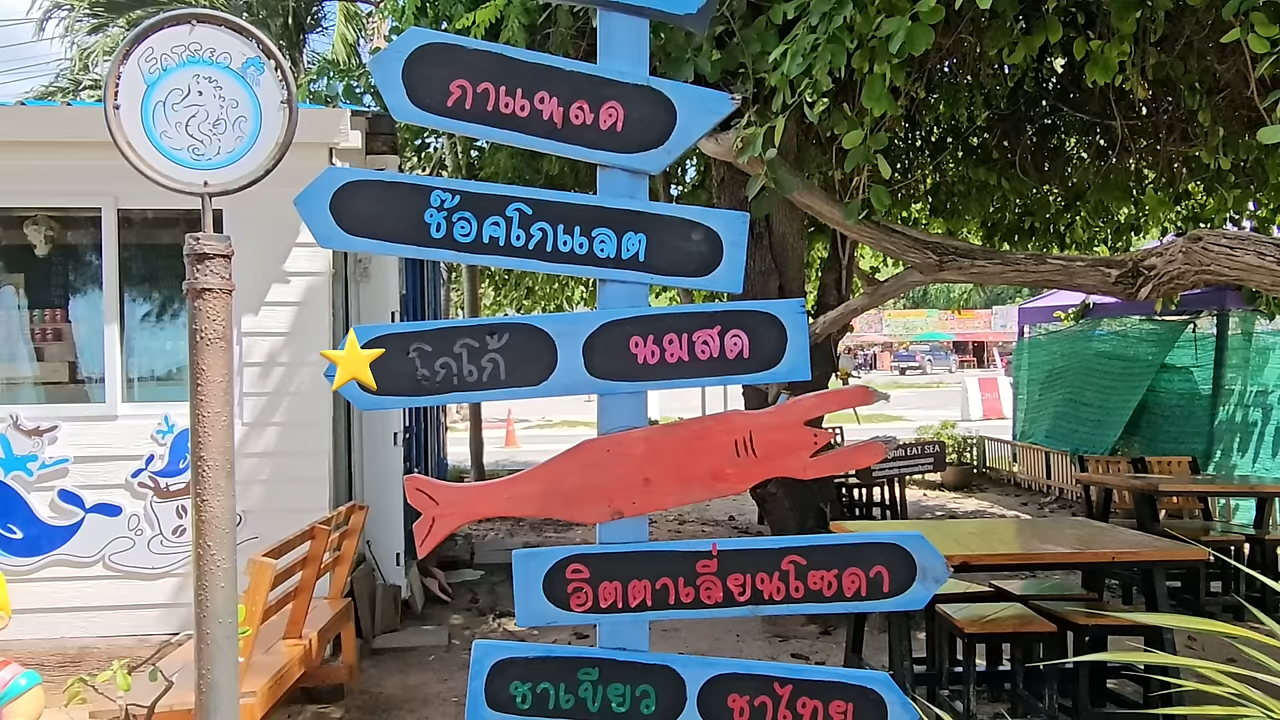 EATSEA
กาแฟสด
ช๊อคโกแลต
โกโก้ นมสด
EAT SEA
อิตตาเลี่ยนโซดา
ชาเขียว ชาไทย